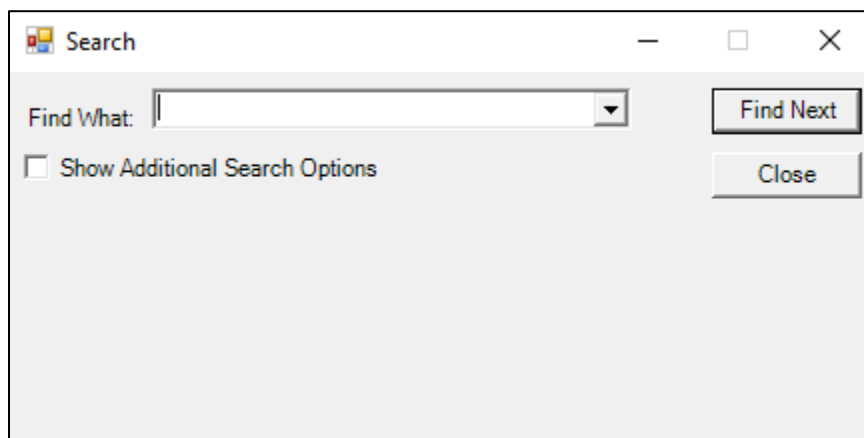 Search
Find What:
Find Next
Show Additional Search Options
Close